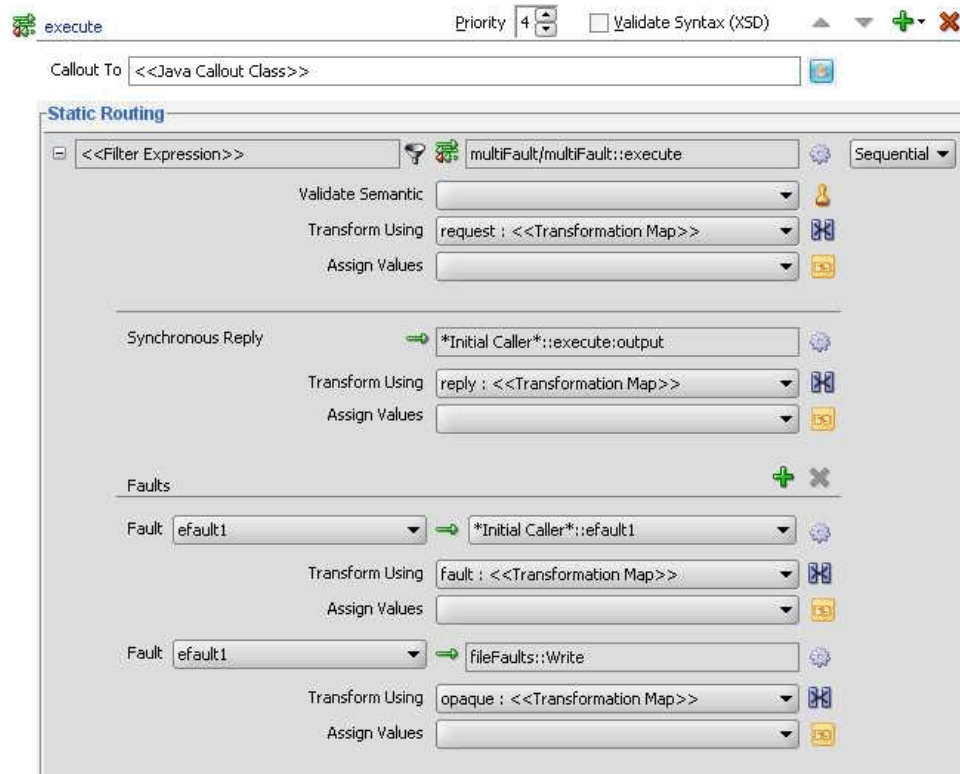 execute Priority 4 Validate Syntax (XSD)
Callout To <<Java Callout Class>>
Static Routing
<<Filter Expression>> multiFault/multiFault::execute Sequential
Validate Semantic
Transform Using request : <<Transformation Map>>
Assign Values
Synchronous Reply *Initial Caller*::execute:output
Transform Using reply : <<Transformation Map>>
Assign Values
Faults
Fault efault1 *Initial Caller*::efault1
Transform Using fault : <<Transformation Map>>
Assign Values
Fault efault1 fileFaults::Write
Transform Using opaque : <<Transformation Map>>
Assign Values